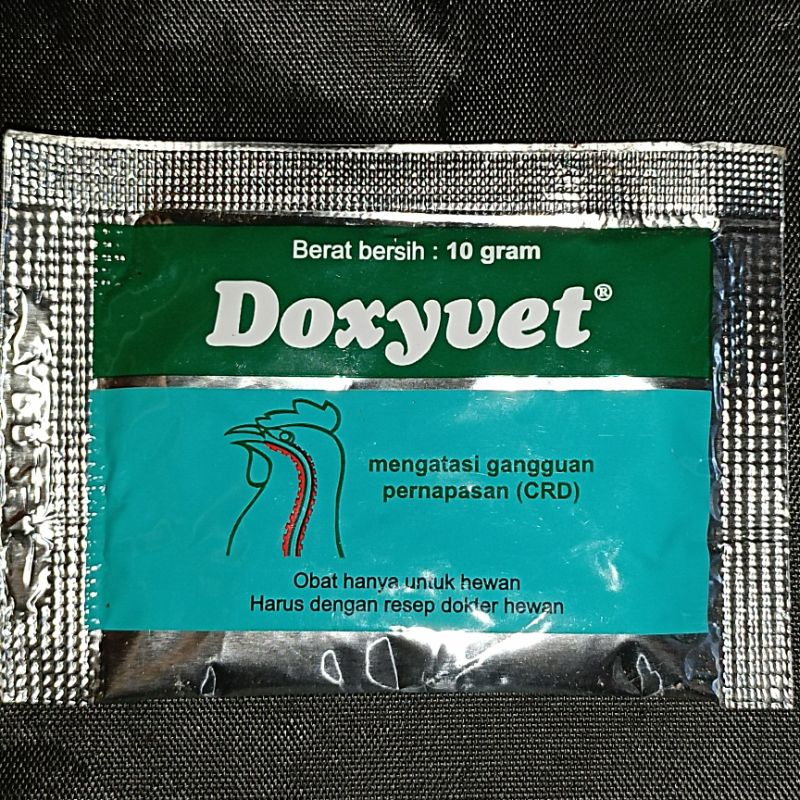 Berat bersih : 10 gram
Doxyvet®
mengatasi gangguan
pernapasan (CRD)
Obat hanya untuk hewan
Harus dengan resep dokter hewan